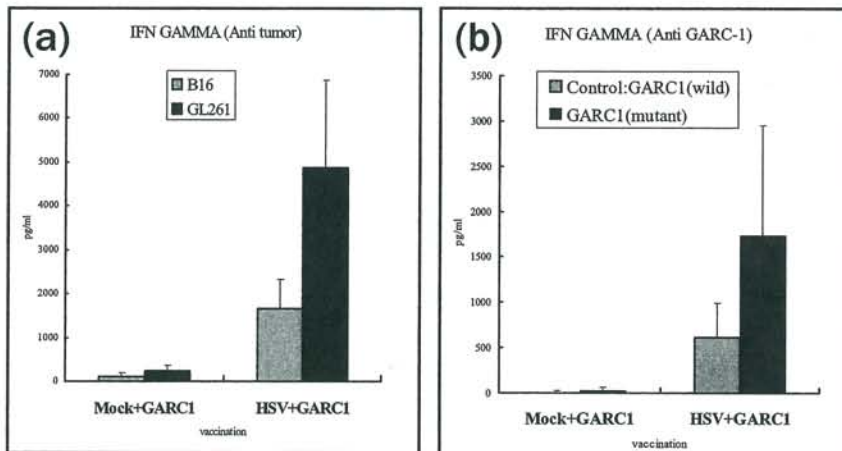 (a)
IFN GAMMA (Anti tumor)
B16
GL261
7000
6000
5000
4000
3000
2000
1000
0
pg/ml
Mock+GARC1 HSV+GARC1
vaccination
(b)
IFN GAMMA (Anti GARC-1)
Control:GARC1(wild)
GARC1(mutant)
3500
3000
2500
2000
1500
1000
500
0
pg/ml
Mock+GARC1 HSV+GARC1
vaccination